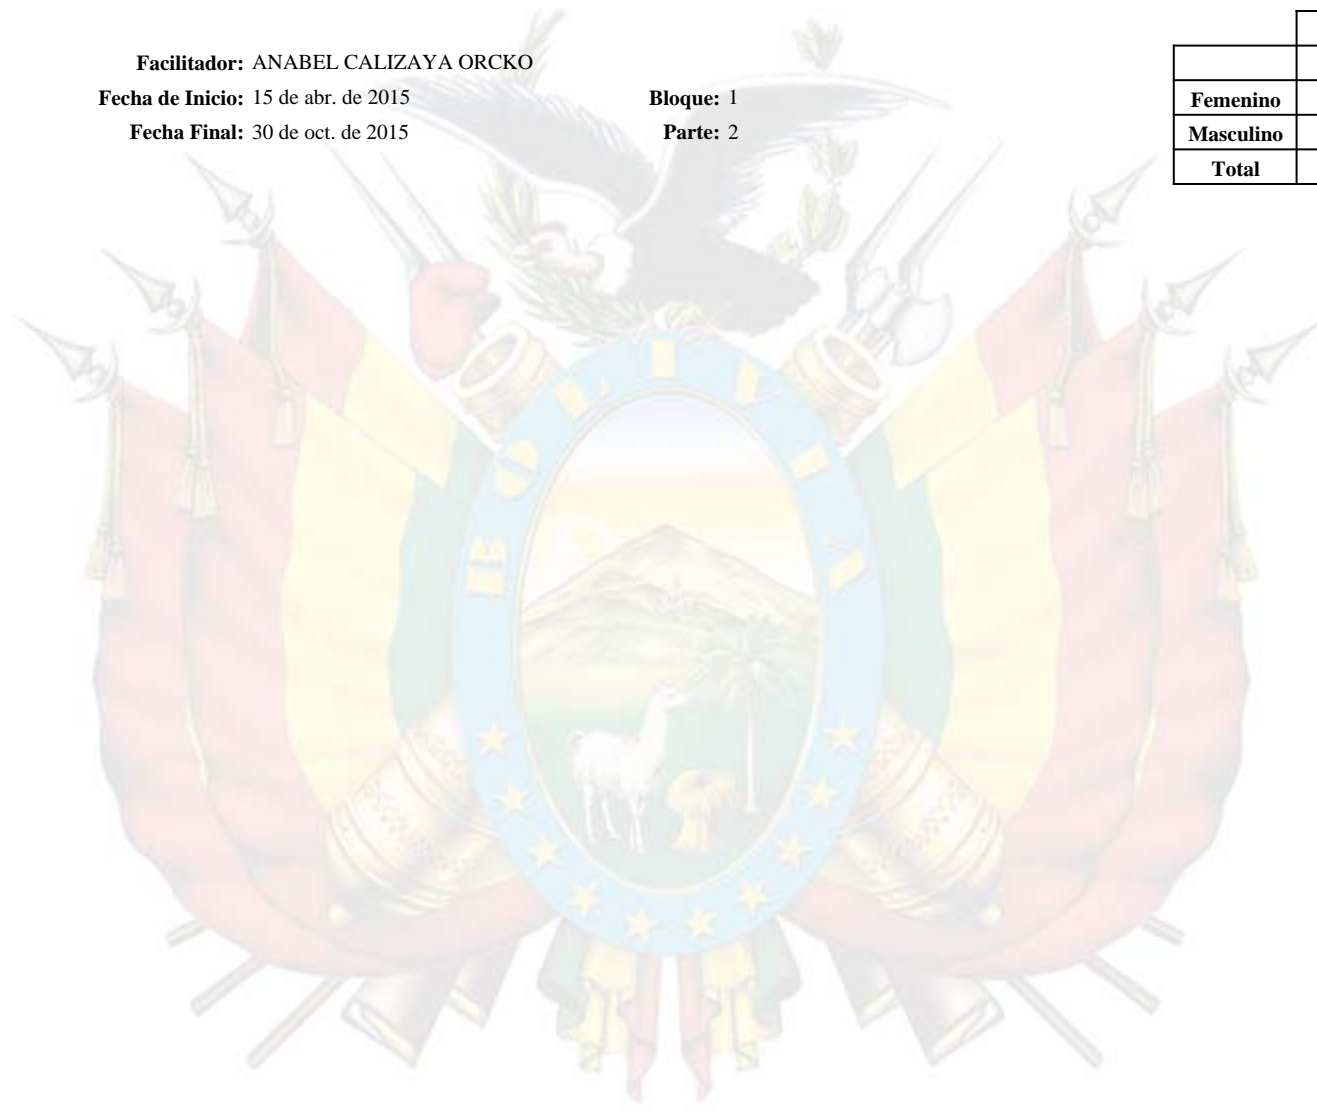 Facilitador: ANABEL CALIZAYA ORCKO
Fecha de Inicio: 15 de abr. de 2015 Bloque: 1
Fecha Final: 30 de oct. de 2015 Parte: 2
Femenino
Masculino
Total
BOLIVIA